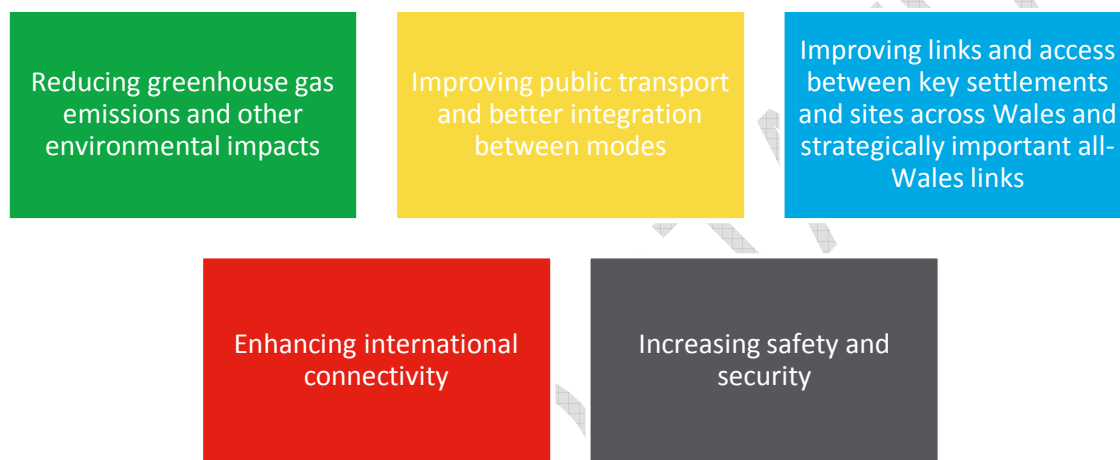 Reducing greenhouse gas
emissions and other
environmental impacts
Improving public transport
and better integration
between modes
Improving links and access
between key settlements
and sites across Wales and
strategically important all-
Wales links
Enhancing international
connectivity
Increasing safety and
security